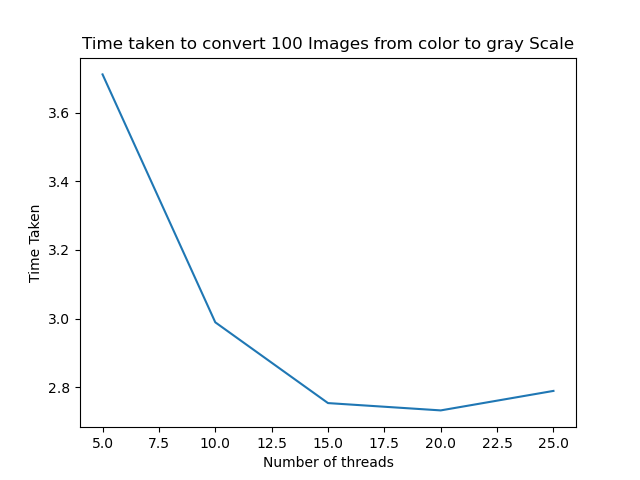 Time taken to convert 100 Images from color to gray Scale
3.6
3.4
3.2
3.0
2.8
Time Taken
5.0 7.5 10.0 12.5 15.0 17.5 20.0 22.5 25.0
Number of threads